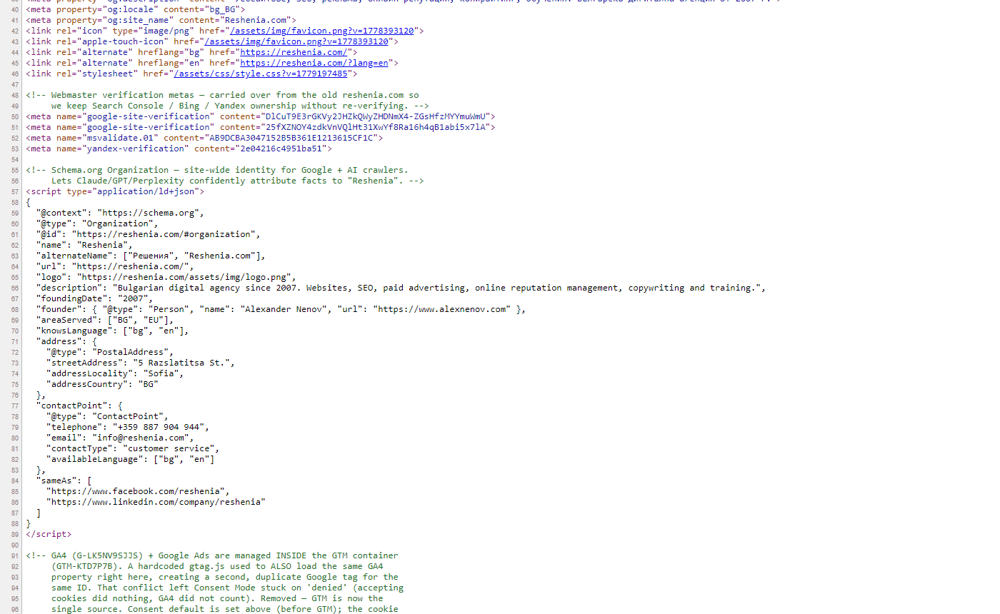 40 <meta property="og:locale" content="bg_BG">
41 <meta property="og:site_name" content="Reshenia.com">
42 <link rel="icon" type="image/png" href="/assets/img/favicon.png?v=1778393120">
43 <link rel="apple-touch-icon" href="/assets/img/favicon.png?v=1778393120">
44 <link rel="alternate" hreflang="bg" href="https://reshenia.com/">
45 <link rel="alternate" hreflang="en" href="https://reshenia.com/?lang=en">
46 <link rel="stylesheet" href="/assets/css/style.css?v=1779197485">
47
48 <!-- Webmaster verification metas — carried over from the old reshenia.com so
49 we keep Search Console / Bing / Yandex ownership without re-verifying. -->
50 <meta name="google-site-verification" content="DlCuT9E3rGKVy2JHZkQWyZHDNmX4-ZGsHfzMYYmuWmU">
51 <meta name="google-site-verification" content="25fXZNOY4zdkVnVQlHt31XwYf8Ra16h4qB1abi5x7lA">
52 <meta name="msvalidate.01" content="AB9DCBA3047152B5B361E1213615CF1C">
53 <meta name="yandex-verification" content="2e04216c4951ba51">
54
55 <!-- Schema.org Organization — site-wide identity for Google + AI crawlers.
56 Lets Claude/GPT/Perplexity confidently attribute facts to "Reshenia". -->
57 <script type="application/ld+json">
58 {
59 "@context": "https://schema.org",
60 "@type": "Organization",
61 "@id": "https://reshenia.com/#organization",
62 "name": "Reshenia",
63 "alternateName": ["Решения", "Reshenia.com"],
64 "url": "https://reshenia.com/",
65 "logo": "https://reshenia.com/assets/img/logo.png",
66 "description": "Bulgarian digital agency since 2007. Websites, SEO, paid advertising, online reputation management, copywriting and training.",
67 "foundingDate": "2007",
68 "founder": { "@type": "Person", "name": "Alexander Nenov", "url": "https://www.alexnenov.com" },
69 "areaServed": ["BG", "EU"],
70 "knowsLanguage": ["bg", "en"],
71 "address": {
72 "@type": "PostalAddress",
73 "streetAddress": "5 Razslatitsa St.",
74 "addressLocality": "Sofia",
75 "addressCountry": "BG"
76 },
77 "contactPoint": {
78 "@type": "ContactPoint",
79 "telephone": "+359 887 904 944",
80 "email": "info@reshenia.com",
81 "contactType": "customer service",
82 "availableLanguage": ["bg", "en"]
83 },
84 "sameAs": [
85 "https://www.facebook.com/reshenia",
86 "https://www.linkedin.com/company/reshenia"
87 ]
88 }
89 </script>
90
91 <!-- GA4 (G-LK5NV9SJJS) + Google Ads are managed INSIDE the GTM container
92 (GTM-KTD7P7B). A hardcoded gtag.js used to ALSO load the same GA4
93 property right here, creating a second, duplicate Google tag for the
94 same ID. That conflict left Consent Mode stuck on 'denied' (accepting
95 cookies did nothing, GA4 did not count). Removed — GTM is now the
96 single source. Consent default is set above (before GTM); the cookie